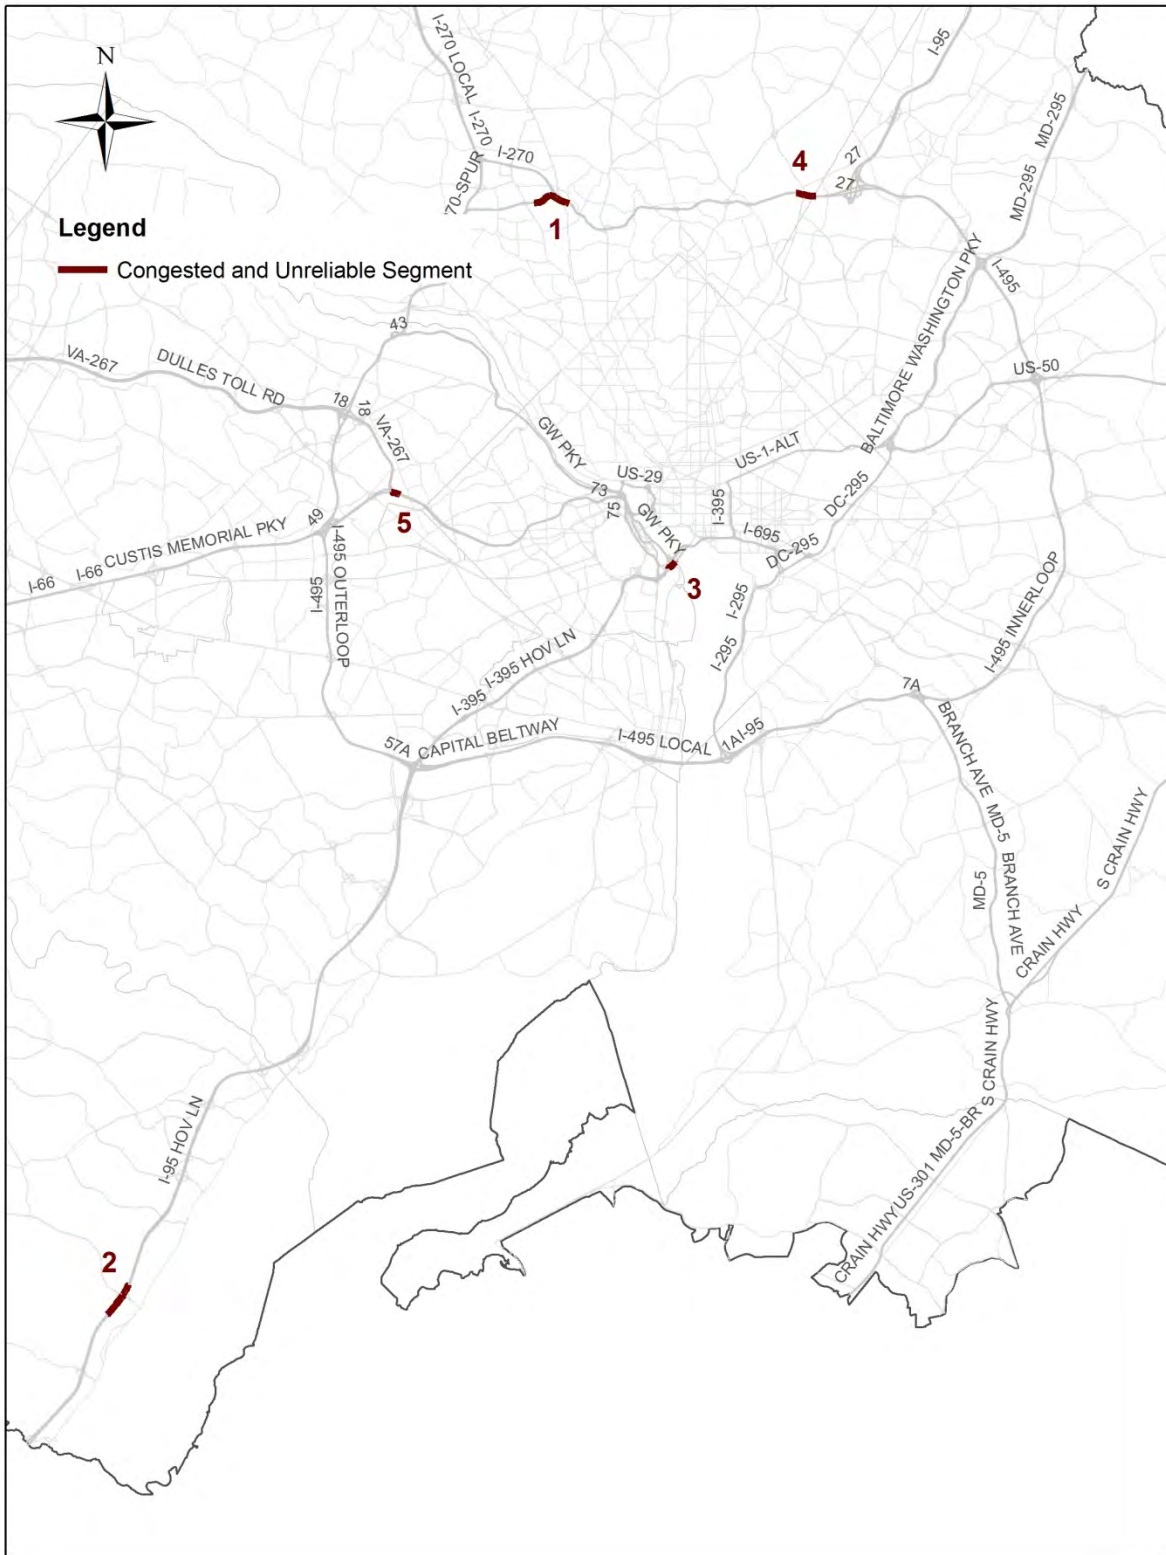 N
I-270 LOCAL
I-270
I-270
70-SPUR
I-95
MD-295
MD-295
27
27
4
1
Legend
Congested and Unreliable Segment
BALTIMORE WASHINGTON PKY
I-495
US-50
43
VA-267
DULLES TOLL RD
18
18
VA-267
GW PKY
US-29
73
75
GW PKY
US-1-ALT
I-395
I-695
DC-295
DC-295
5
49
CUSTIS MEMORIAL PKY
I-66
I-66
I-495 OUTERLOOP
I-495
3
I-295
I-295
I-495 INNERLOOP
I-395 HOV LN
I-395
7A
57A
CAPITAL BELTWAY
I-495 LOCAL
1AI-95
BRANCH AVE
MD-5
BRANCH AVE
MD-5
S CRAIN HWY
CRAIN HWY
S CRAIN HWY
MD-5-BR
US-301
CRAIN HWY
I-95 HOV LN
2